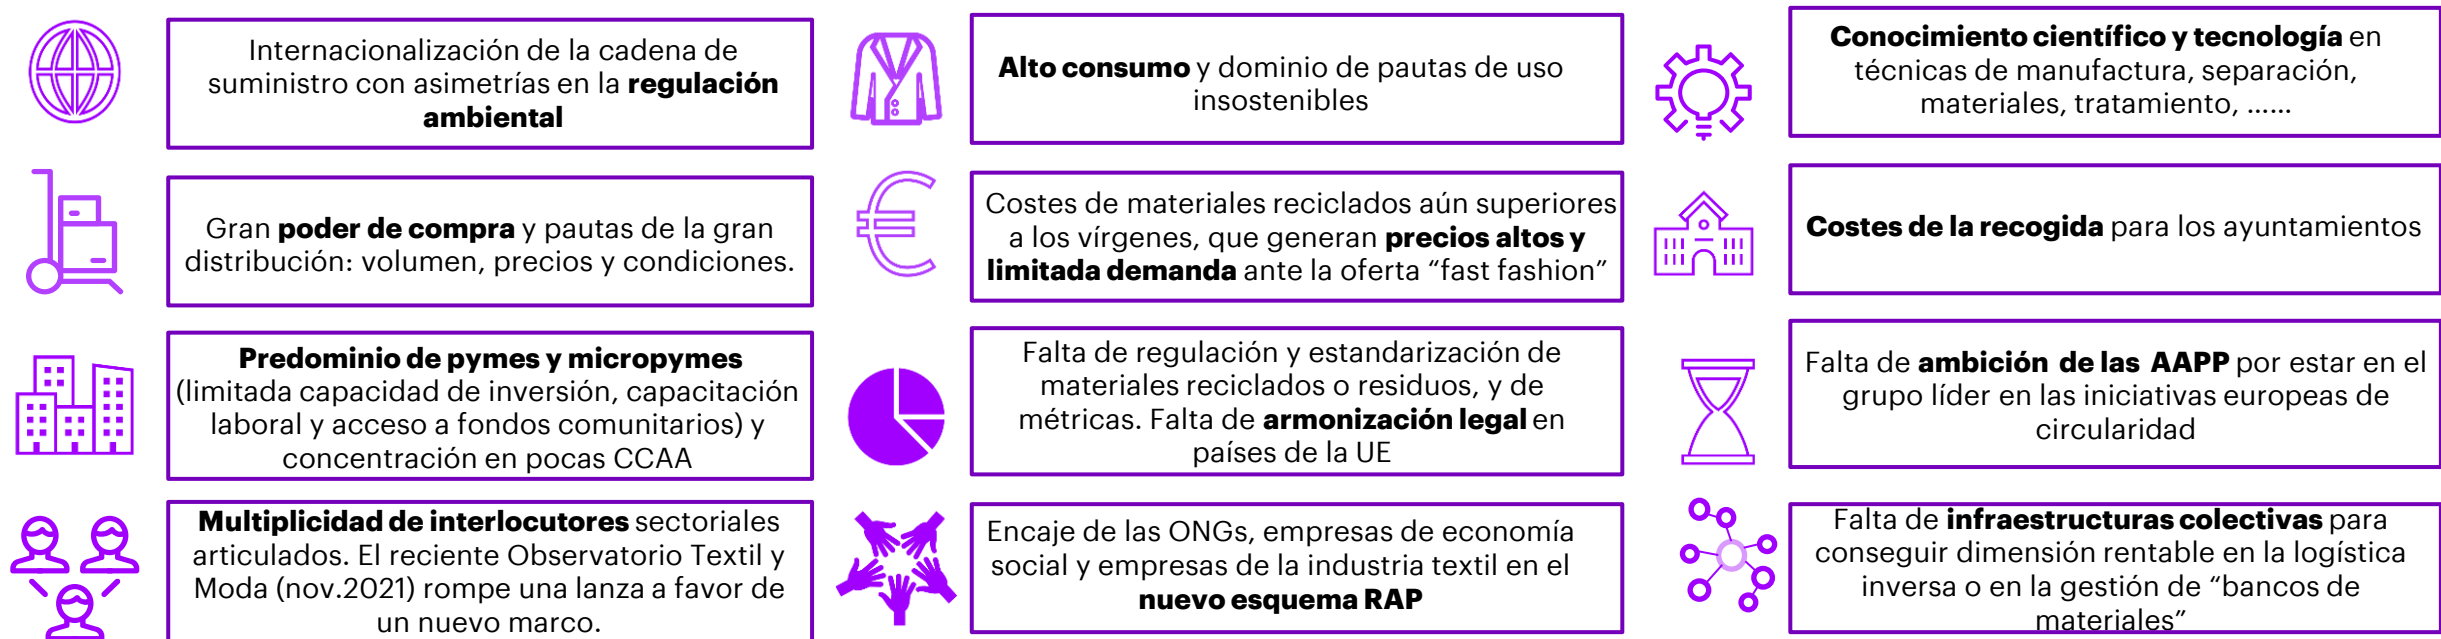 Internacionalización de la cadena de
suministro con asimetrías en la regulación
ambiental
Alto consumo y dominio de pautas de uso
insostenibles
Conocimiento científico y tecnología en
técnicas de manufactura, separación,
materiales, tratamiento, ……
Gran poder de compra y pautas de la gran
distribución: volumen, precios y condiciones.
Costes de materiales reciclados aún superiores
a los vírgenes, que generan precios altos y
limitada demanda ante la oferta “fast fashion”
Costes de la recogida para los ayuntamientos
Predominio de pymes y micropymes
(limitada capacidad de inversión, capacitación
laboral y acceso a fondos comunitarios) y
concentración en pocas CCAA
Falta de regulación y estandarización de
materiales reciclados o residuos, y de
métricas. Falta de armonización legal en
países de la UE
Falta de ambición de las AAPP por estar en el
grupo líder en las iniciativas europeas de
circularidad
Multiplicidad de interlocutores sectoriales
articulados. El reciente Observatorio Textil y
Moda (nov.2021) rompe una lanza a favor de
un nuevo marco.
Encaje de las ONGs, empresas de economía
social y empresas de la industria textil en el
nuevo esquema RAP
Falta de infraestructuras colectivas para
conseguir dimensión rentable en la logística
inversa o en la gestión de “bancos de
materiales”